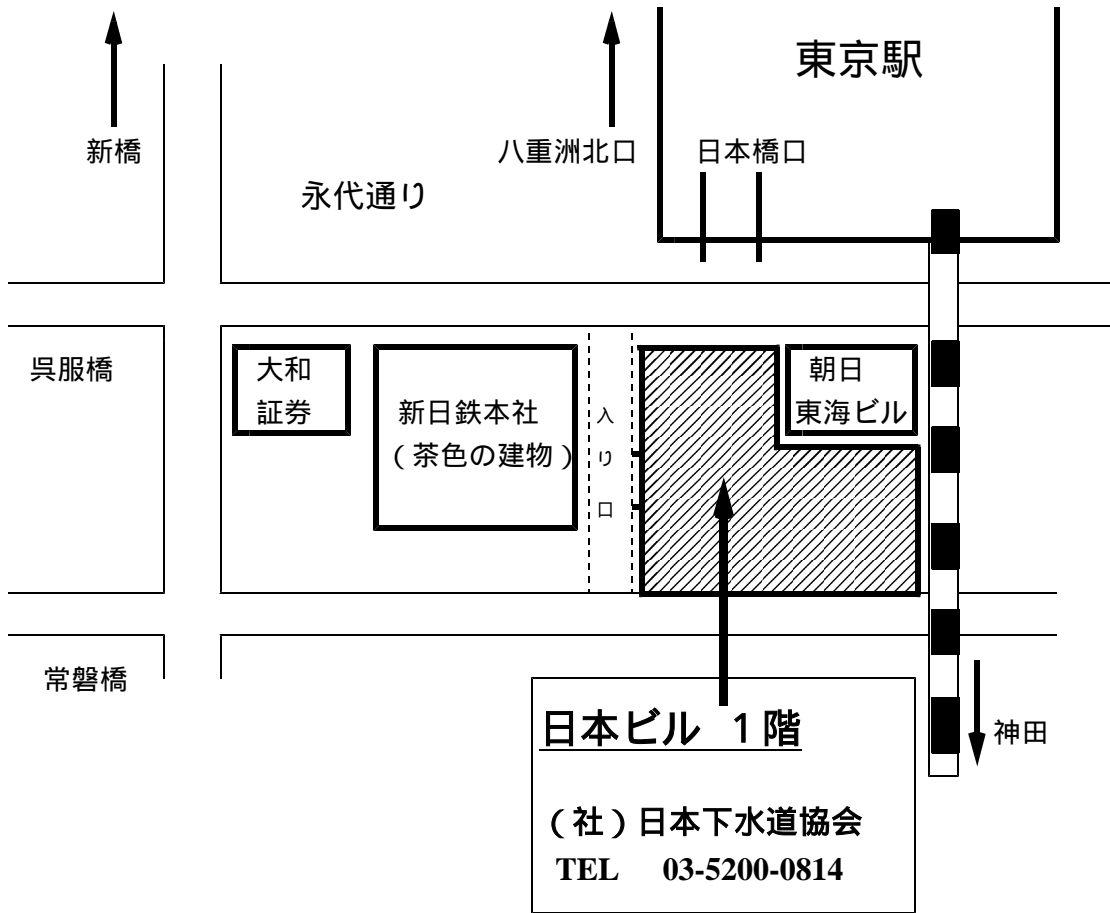 東京駅
新橋
八重洲北口
日本橋口
永代通り
呉服橋
大和
証券
新日鉄本社
（茶色の建物）
入り口
朝日
東海ビル
常磐橋
神田
日本ビル 1階
（社）日本下水道協会
TEL 03-5200-0814